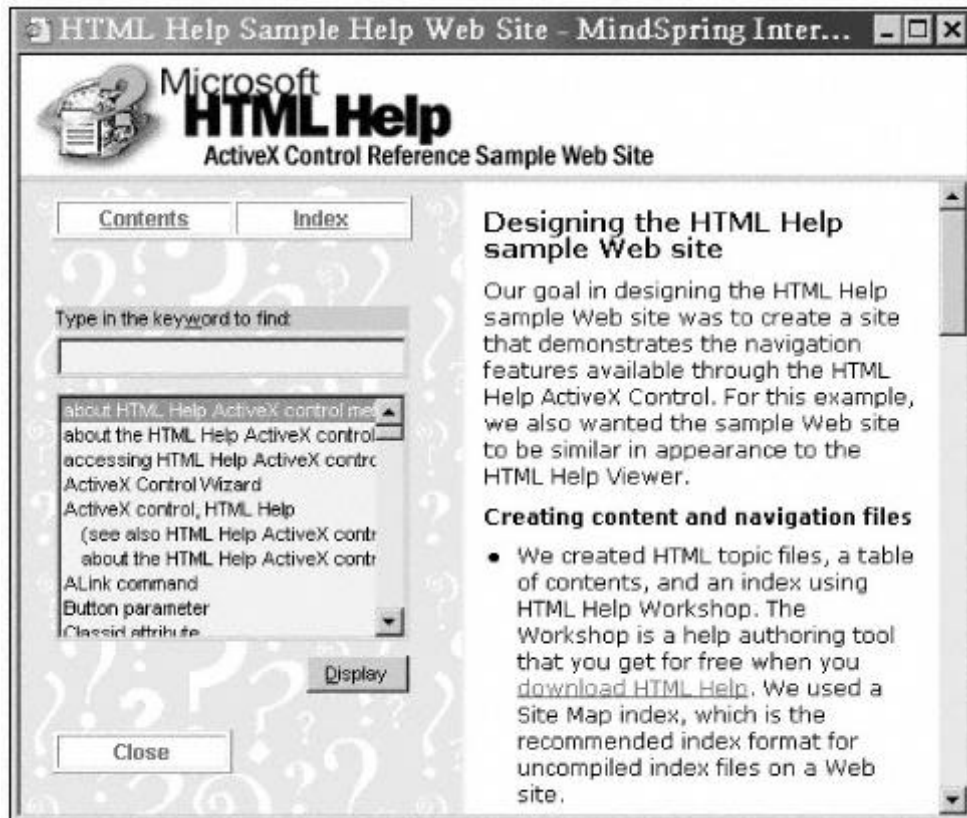 HTML Help Sample Help Web Site - MindSpring Inter...
Microsoft
HTML Help
ActiveX Control Reference Sample Web Site
Contents
Index
Type in the keyword to find:
about HTML Help ActiveX control
about the HTML Help ActiveX control
accessing HTML Help ActiveX
ActiveX Control Wizard
ActiveX control, HTML Help
(see also HTML Help ActiveX
about the HTML Help ActiveX
ALink command
Button parameter
Classid attribute
Display
Close
Designing the HTML Help
sample Web site
Our goal in designing the HTML Help
sample Web site was to create a site
that demonstrates the navigation
features available through the HTML
Help ActiveX Control. For this example,
we also wanted the sample Web site
to be similar in appearance to the
HTML Help Viewer.
Creating content and navigation files
• We created HTML topic files, a table
of contents, and an index using
HTML Help Workshop. The
Workshop is a help authoring tool
that you get for free when you
download HTML Help. We used a
Site Map index, which is the
recommended index format for
uncompiled index files on a Web
site.